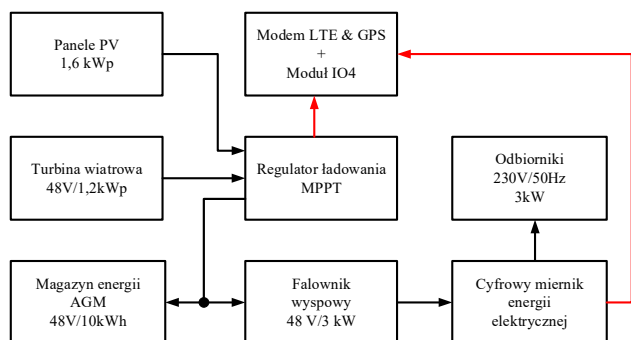 Panele PV
1,6 kWp
Modem LTE & GPS
+
Moduł IO4
Turbina wiatrowa
48V/1,2kWp
Regulator ładowania
MPPT
Odbiorniki
230V/50Hz
3kW
Magazyn energii
AGM
48V/10kWh
Falownik
wyspowy
48 V/3 kW
Cyfrowy miernik
energii
elektrycznej